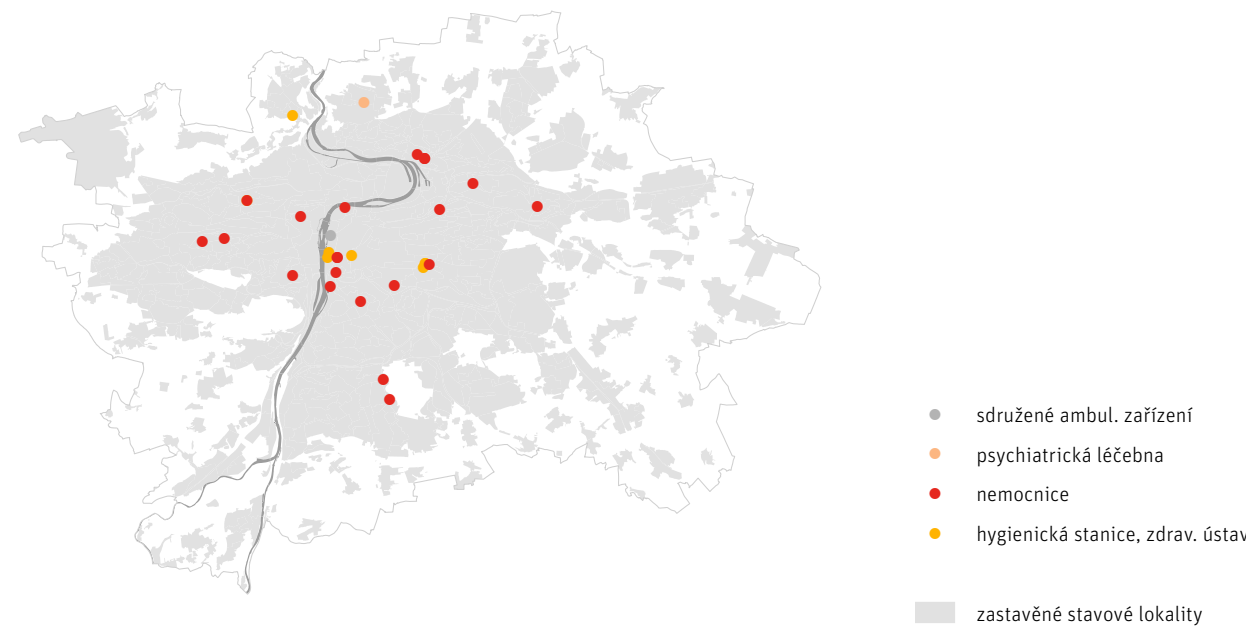 sdružené ambul. zařízení
psychiatrická léčebna
nemocnice
hygienická stanice, zdrav. ústav
zastavěné stavové lokality